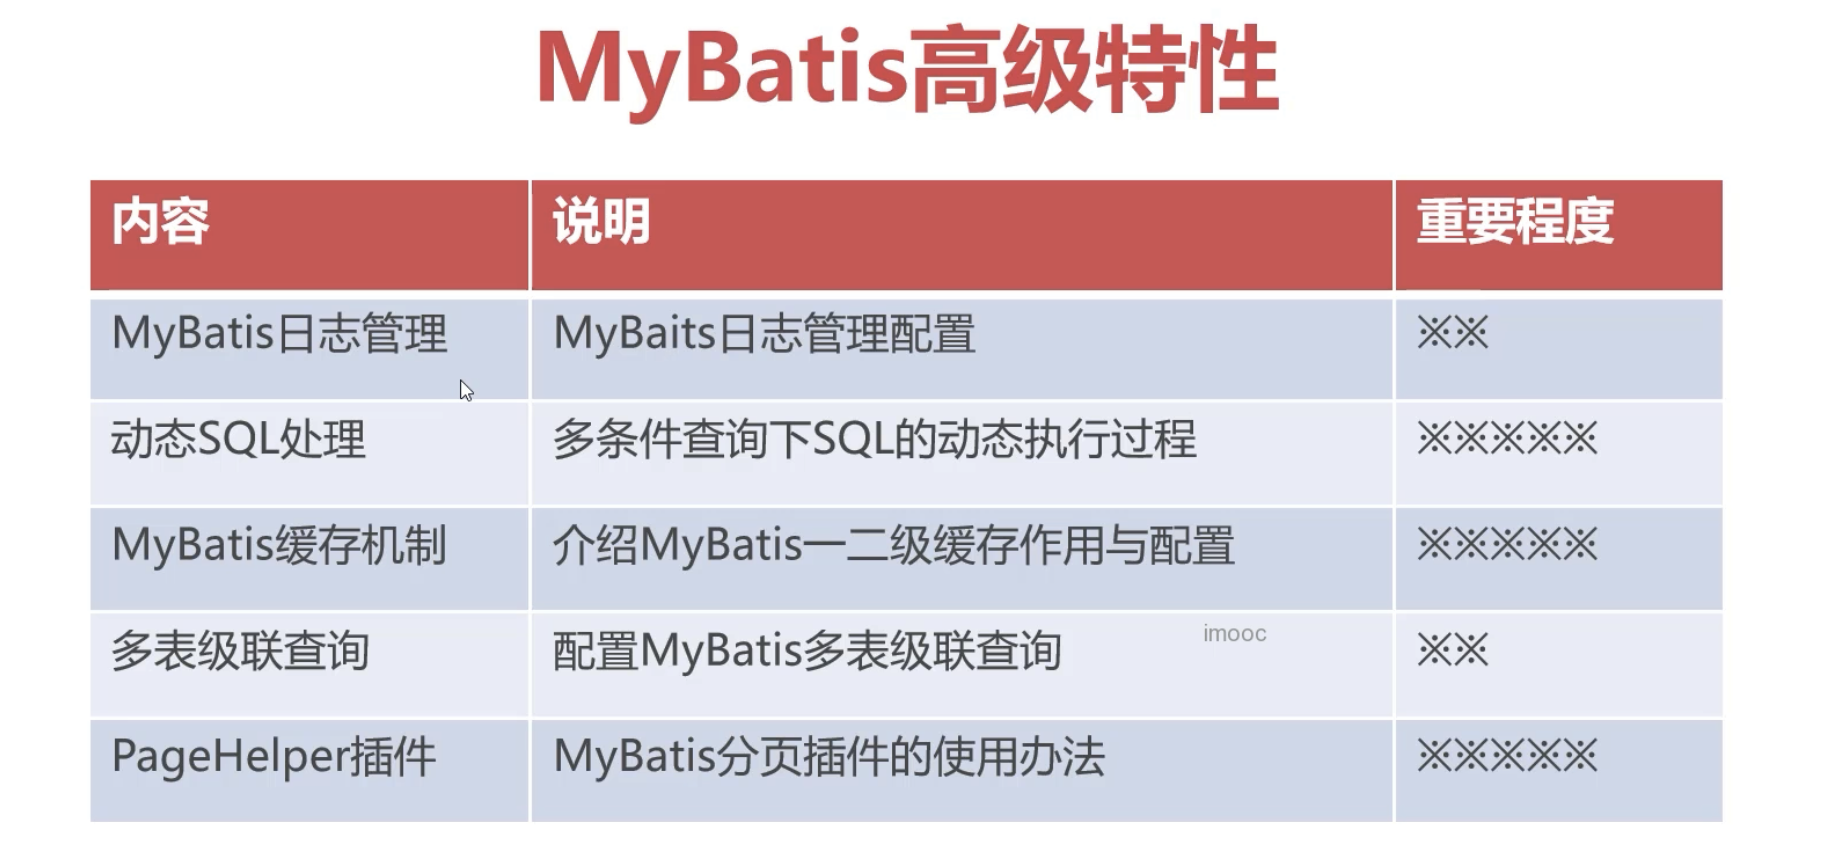 MyBatis高级特性
内容 说明 重要程度
MyBatis日志管理 MyBaits日志管理配置 ※※
动态SQL处理 多条件查询下SQL的动态执行过程 ※※※※※
MyBatis缓存机制 介绍MyBatis一二级缓存作用与配置 ※※※※※
多表级联查询 配置MyBatis多表级联查询 ※※
imooc
PageHelper插件 MyBatis分页插件的使用办法 ※※※※※